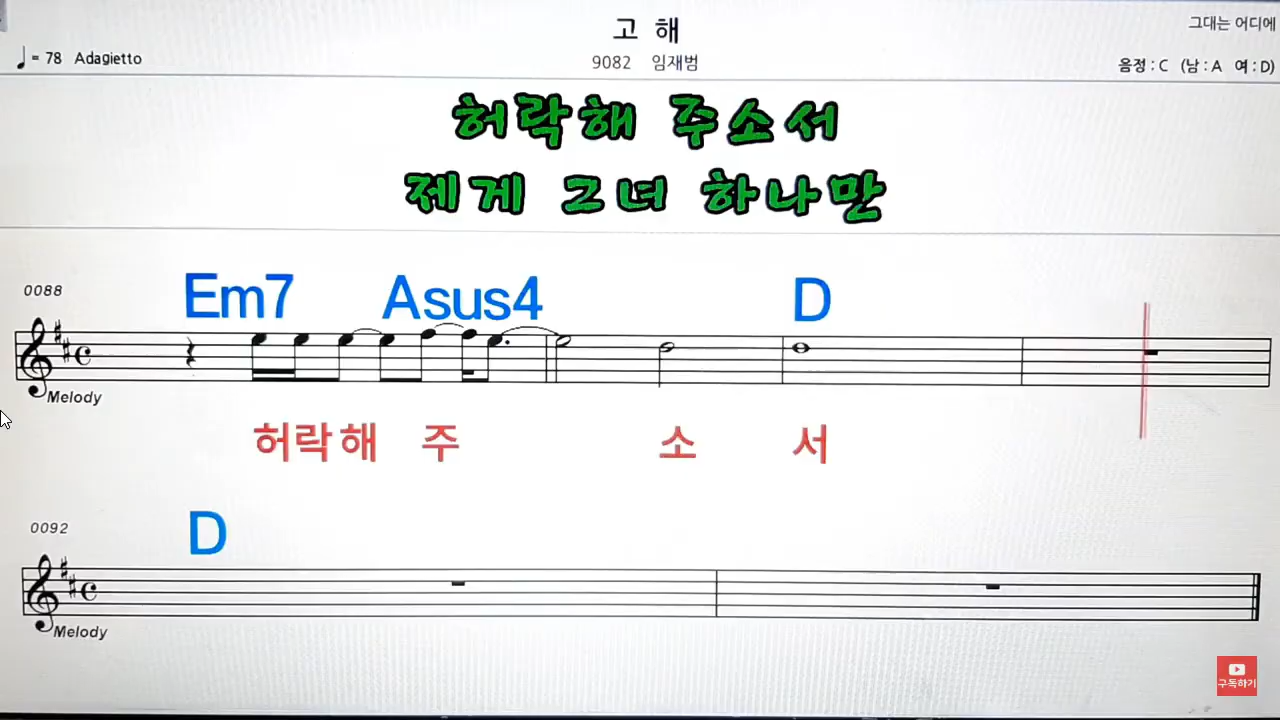 고 해
그대는 어디에
♩ = 78 Adagietto
9082 임재범
음정 : C (남 : A 여 : D)
허락해 주소서
제게 그녀 하나만
0088
Em7 Asus4 D
Melody
허락해 주 소 서
0092
D
Melody
구독하기